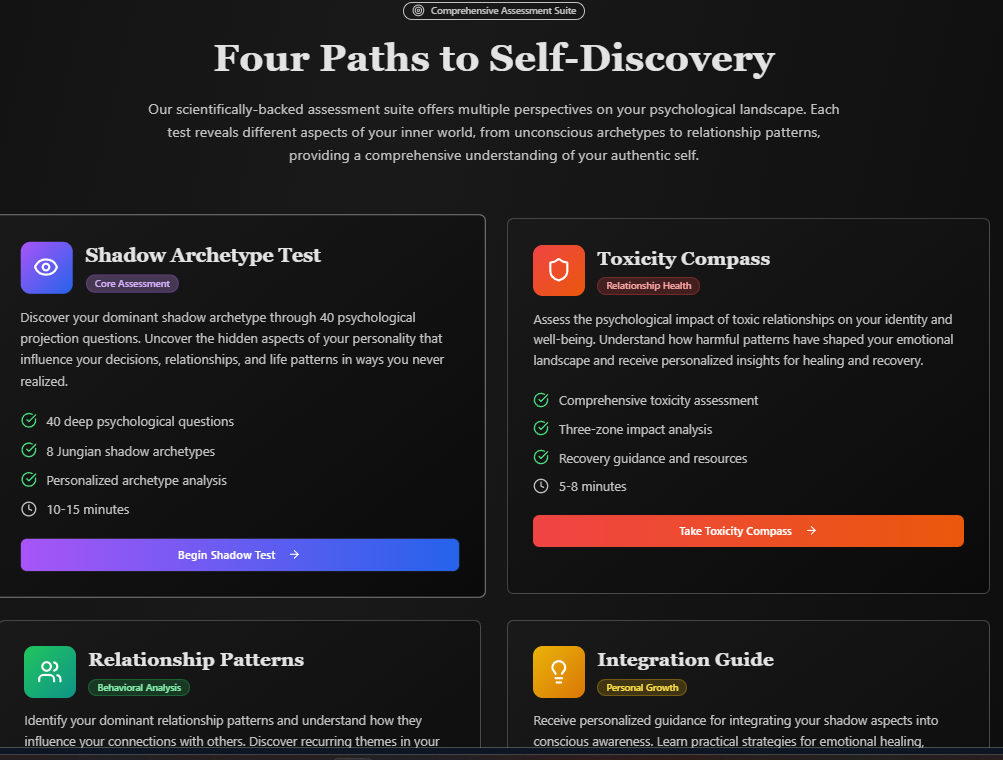 Comprehensive Assessment Suite
Four Paths to Self-Discovery
Our scientifically-backed assessment suite offers multiple perspectives on your psychological landscape. Each
test reveals different aspects of your inner world, from unconscious archetypes to relationship patterns,
providing a comprehensive understanding of your authentic self.
Shadow Archetype Test
Core Assessment
Discover your dominant shadow archetype through 40 psychological
projection questions. Uncover the hidden aspects of your personality that
influence your decisions, relationships, and life patterns in ways you never
realized.
40 deep psychological questions
8 Jungian shadow archetypes
Personalized archetype analysis
10-15 minutes
Begin Shadow Test
Toxicity Compass
Relationship Health
Assess the psychological impact of toxic relationships on your identity and
well-being. Understand how harmful patterns have shaped your emotional
landscape and receive personalized insights for healing and recovery.
Comprehensive toxicity assessment
Three-zone impact analysis
Recovery guidance and resources
5-8 minutes
Take Toxicity Compass
Relationship Patterns
Behavioral Analysis
Identify your dominant relationship patterns and understand how they
influence your connections with others. Discover recurring themes in your
Integration Guide
Personal Growth
Receive personalized guidance for integrating your shadow aspects into
conscious awareness. Learn practical strategies for emotional healing,